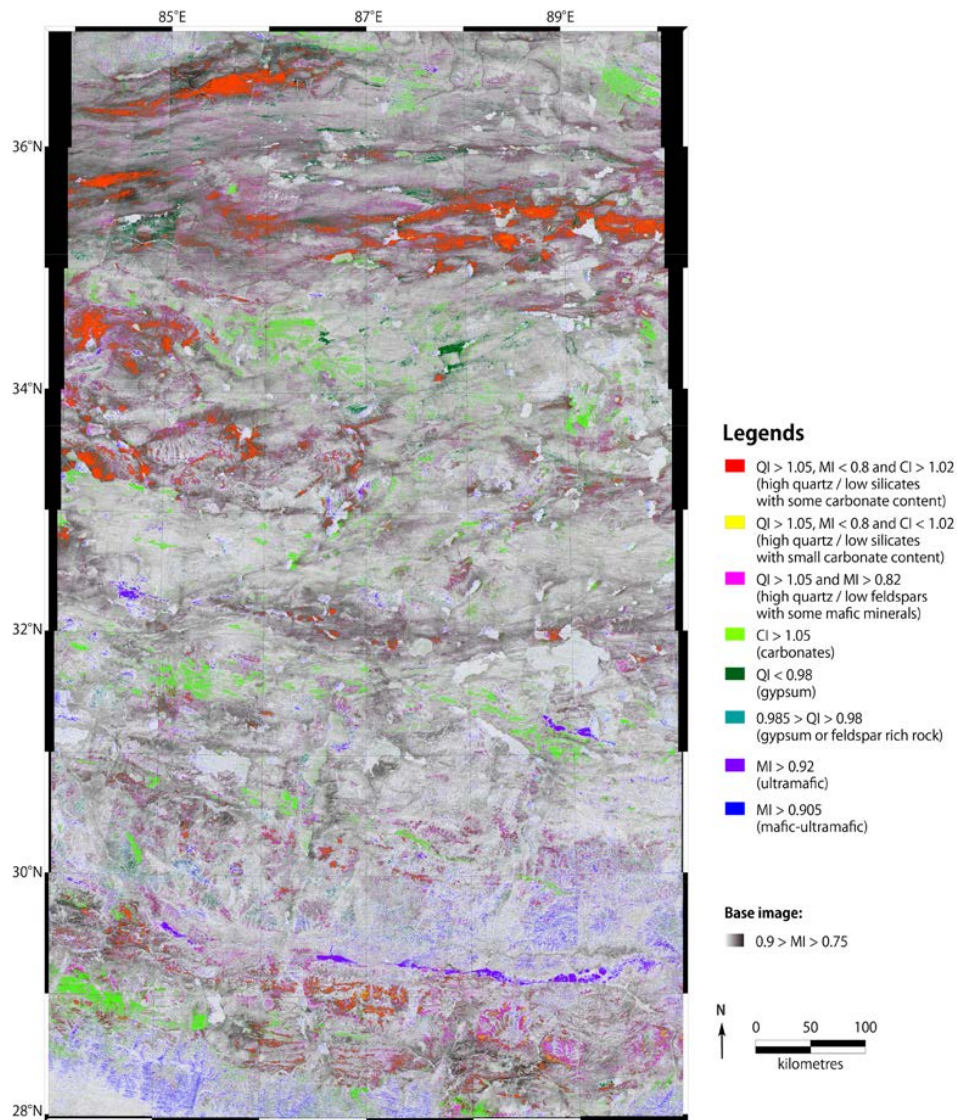 85°E
87°E
89°E
36°N
34°N
32°N
30°N
28°N
Legends
QI > 1.05, MI < 0.8 and CI > 1.02
(high quartz / low silicates
with some carbonate content)
QI > 1.05, MI < 0.8 and CI < 1.02
(high quartz / low silicates
with small carbonate content)
QI > 1.05 and MI > 0.82
(high quartz / low feldspars
with some mafic minerals)
CI > 1.05
(carbonates)
QI < 0.98
(gypsum)
0.985 > QI > 0.98
(gypsum or feldspar rich rock)
MI > 0.92
(ultramafic)
MI > 0.905
(mafic-ultramafic)
Base image:
0.9 > MI > 0.75
N
0 50 100
kilometres